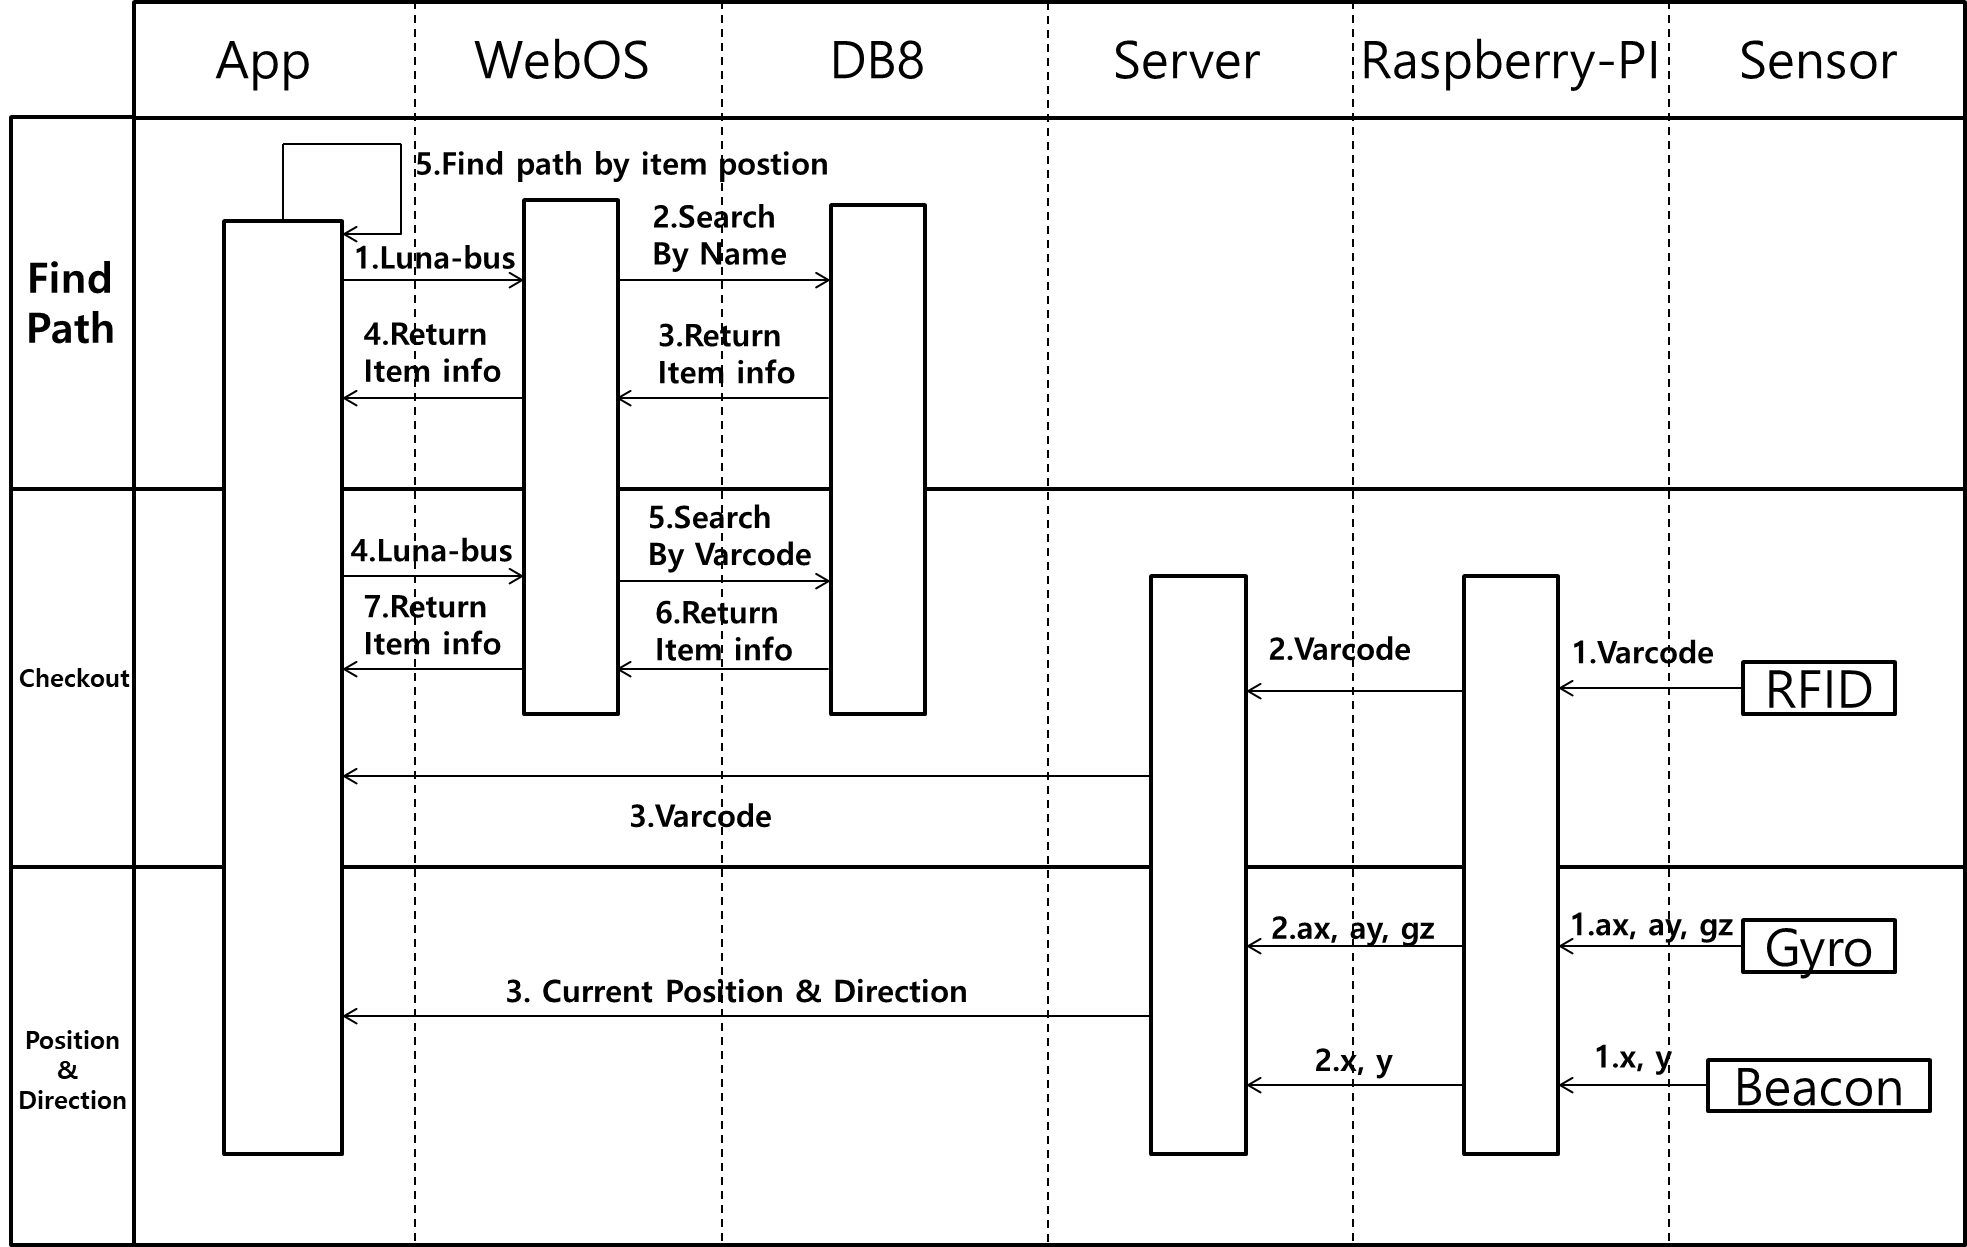 App
WebOS
DB8
Server
Raspberry-PI
Sensor
Find
Path
5.Find path by item postion
1.Luna-bus
2.Search
By Name
4.Return
Item info
3.Return
Item info
Checkout
4.Luna-bus
5.Search
By Varcode
7.Return
Item info
6.Return
Item info
2.Varcode
1.Varcode
RFID
3.Varcode
Position
&
Direction
2.ax, ay, gz
1.ax, ay, gz
Gyro
3. Current Position & Direction
2.x, y
1.x, y
Beacon